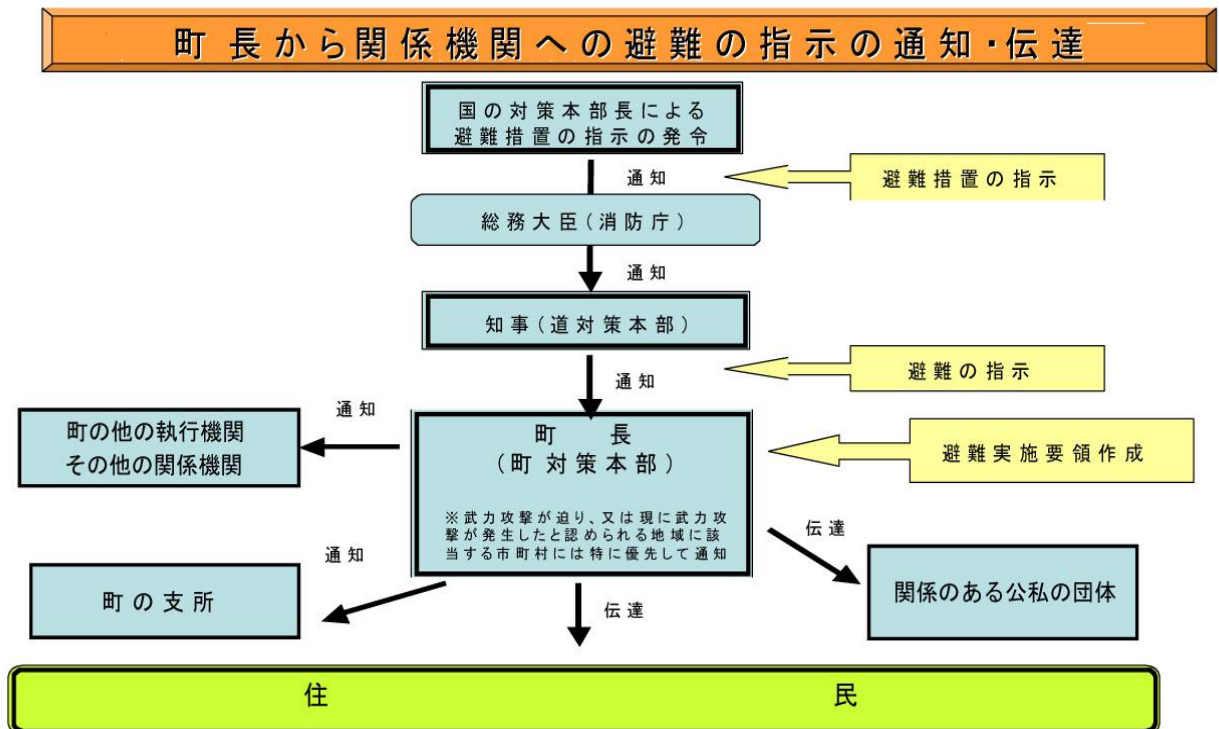 町長から関係機関への避難の指示の通知・伝達
国の対策本部長による
避難措置の指示の発令
通知
避難措置の指示
総務大臣(消防庁)
通知
知事(道対策本部)
通知
避難の指示
町の他の執行機関
その他の関係機関
通知
町 長
(町対策本部)
※武力攻撃が迫り、又は現に武力攻
撃が発生したと認められる地域に該
当する市町村には特に優先して通知
避難実施要領作成
通知
町の支所
伝達
伝達
関係のある公私の団体
住 民